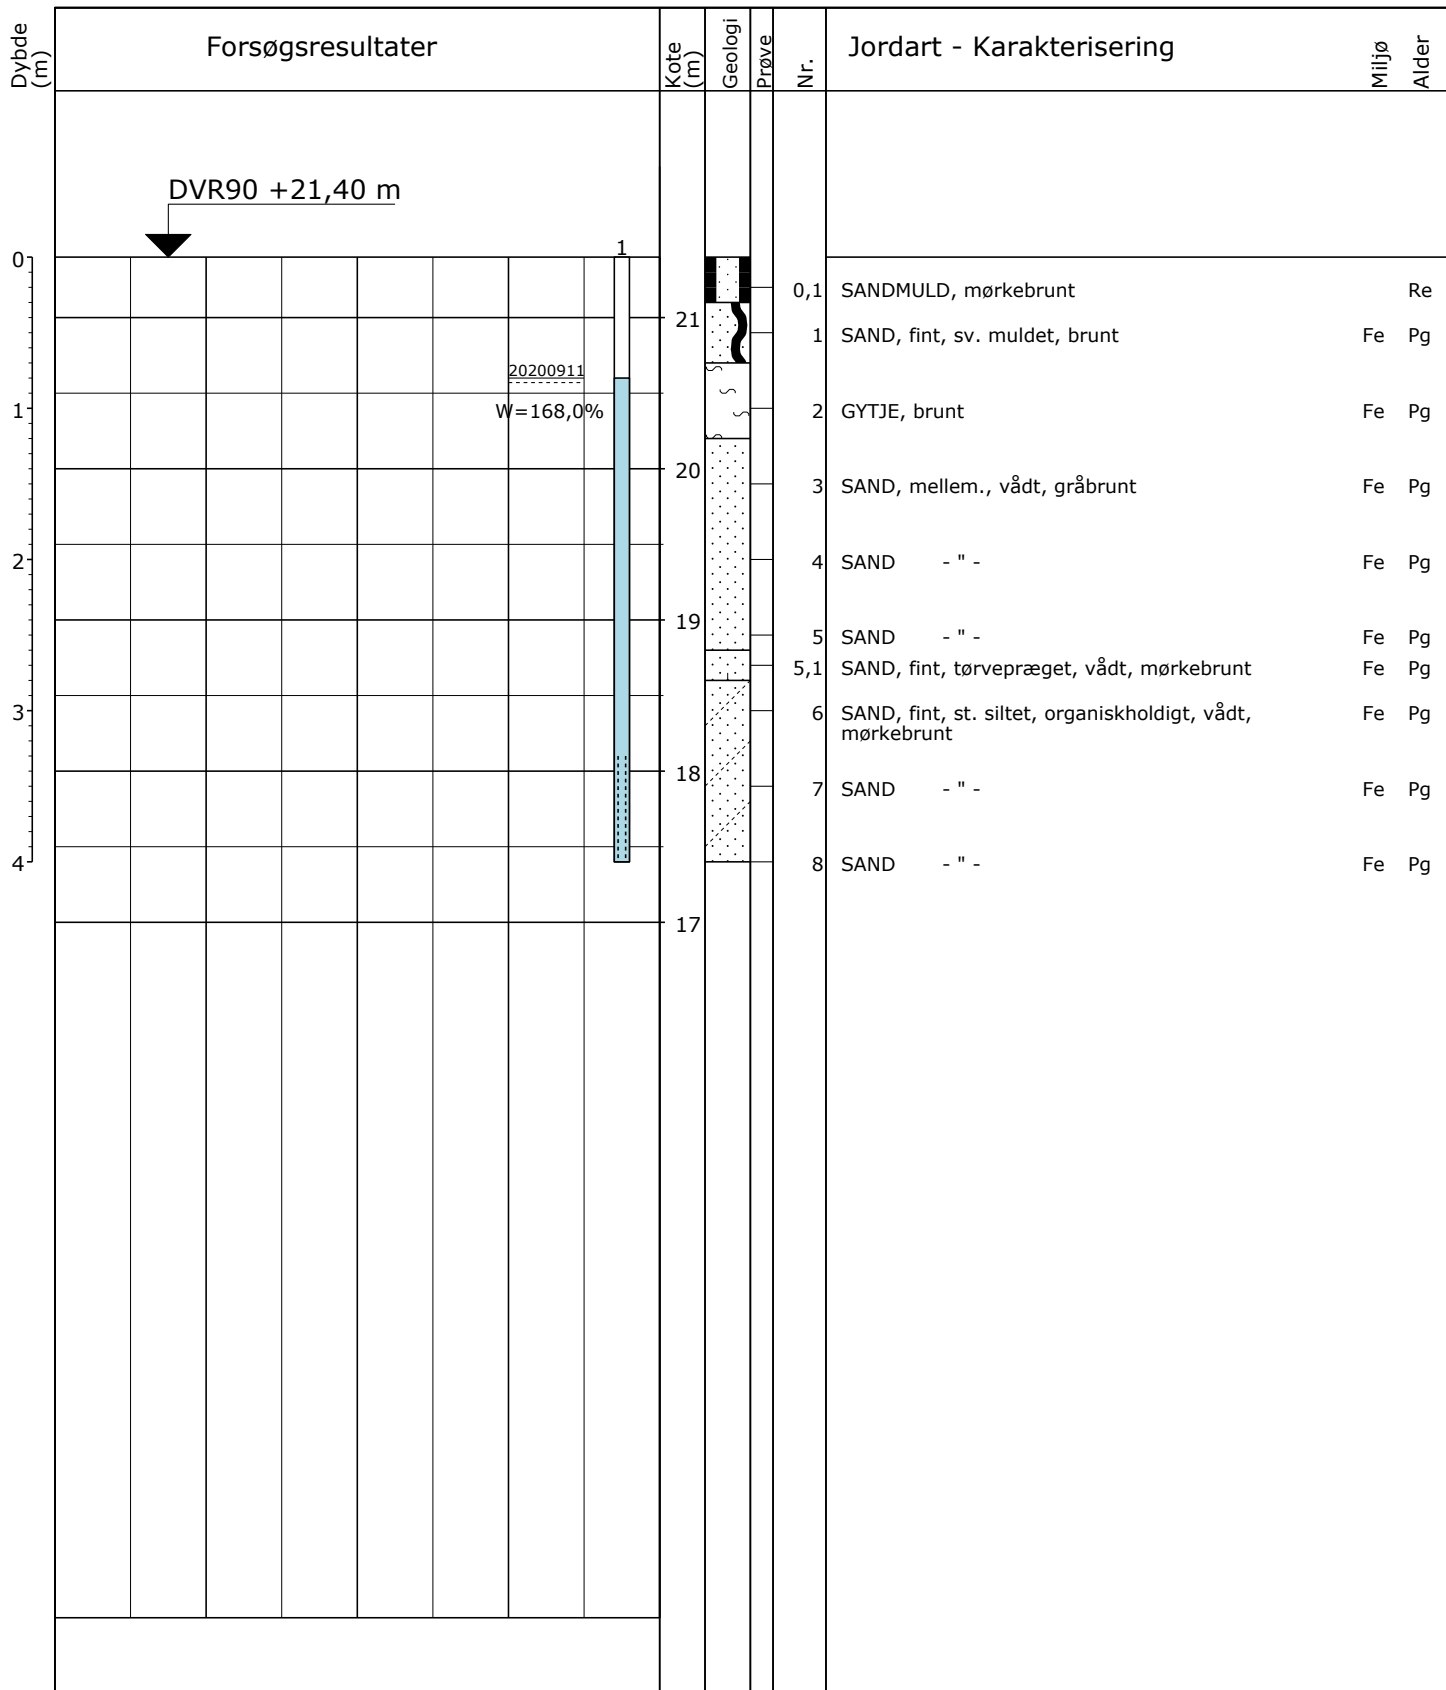 Dybde (m)
Forsøgsresultater
Kote (m)
Geologi
Prøve
Nr.
Jordart - Karakterisering
Miljø
Alder
DVR90 +21,40 m
1
0
0,1 SANDMULD, mørkebrunt Re
21
1 SAND, fint, sv. muldet, brunt Fe Pg
20200911
1
W=168,0%
2 GYTJE, brunt Fe Pg
20
3 SAND, mellem., vådt, gråbrunt Fe Pg
2
4 SAND - " - Fe Pg
19
5 SAND - " - Fe Pg
5,1 SAND, fint, tørvepræget, vådt, mørkebrunt Fe Pg
3
6 SAND, fint, st. siltet, organiskholdigt, vådt, Fe Pg
mørkebrunt
18
7 SAND - " - Fe Pg
4
8 SAND - " - Fe Pg
17